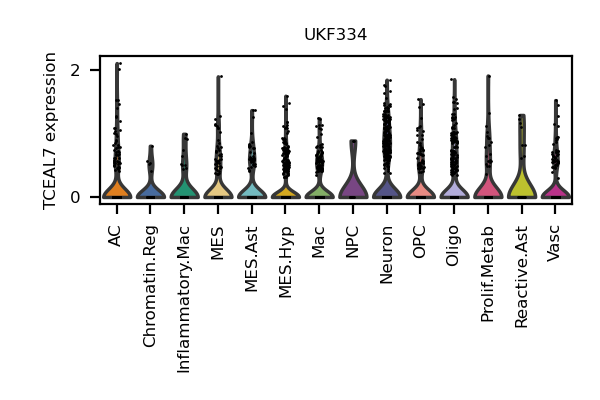 UKF334
TCEAL7 expression
2
0
AC
Chromatin.Reg
Inflammatory.Mac
MES
MES.Ast
MES.Hyp
Mac
NPC
Neuron
OPC
Oligo
Prolif.Metab
Reactive.Ast
Vasc